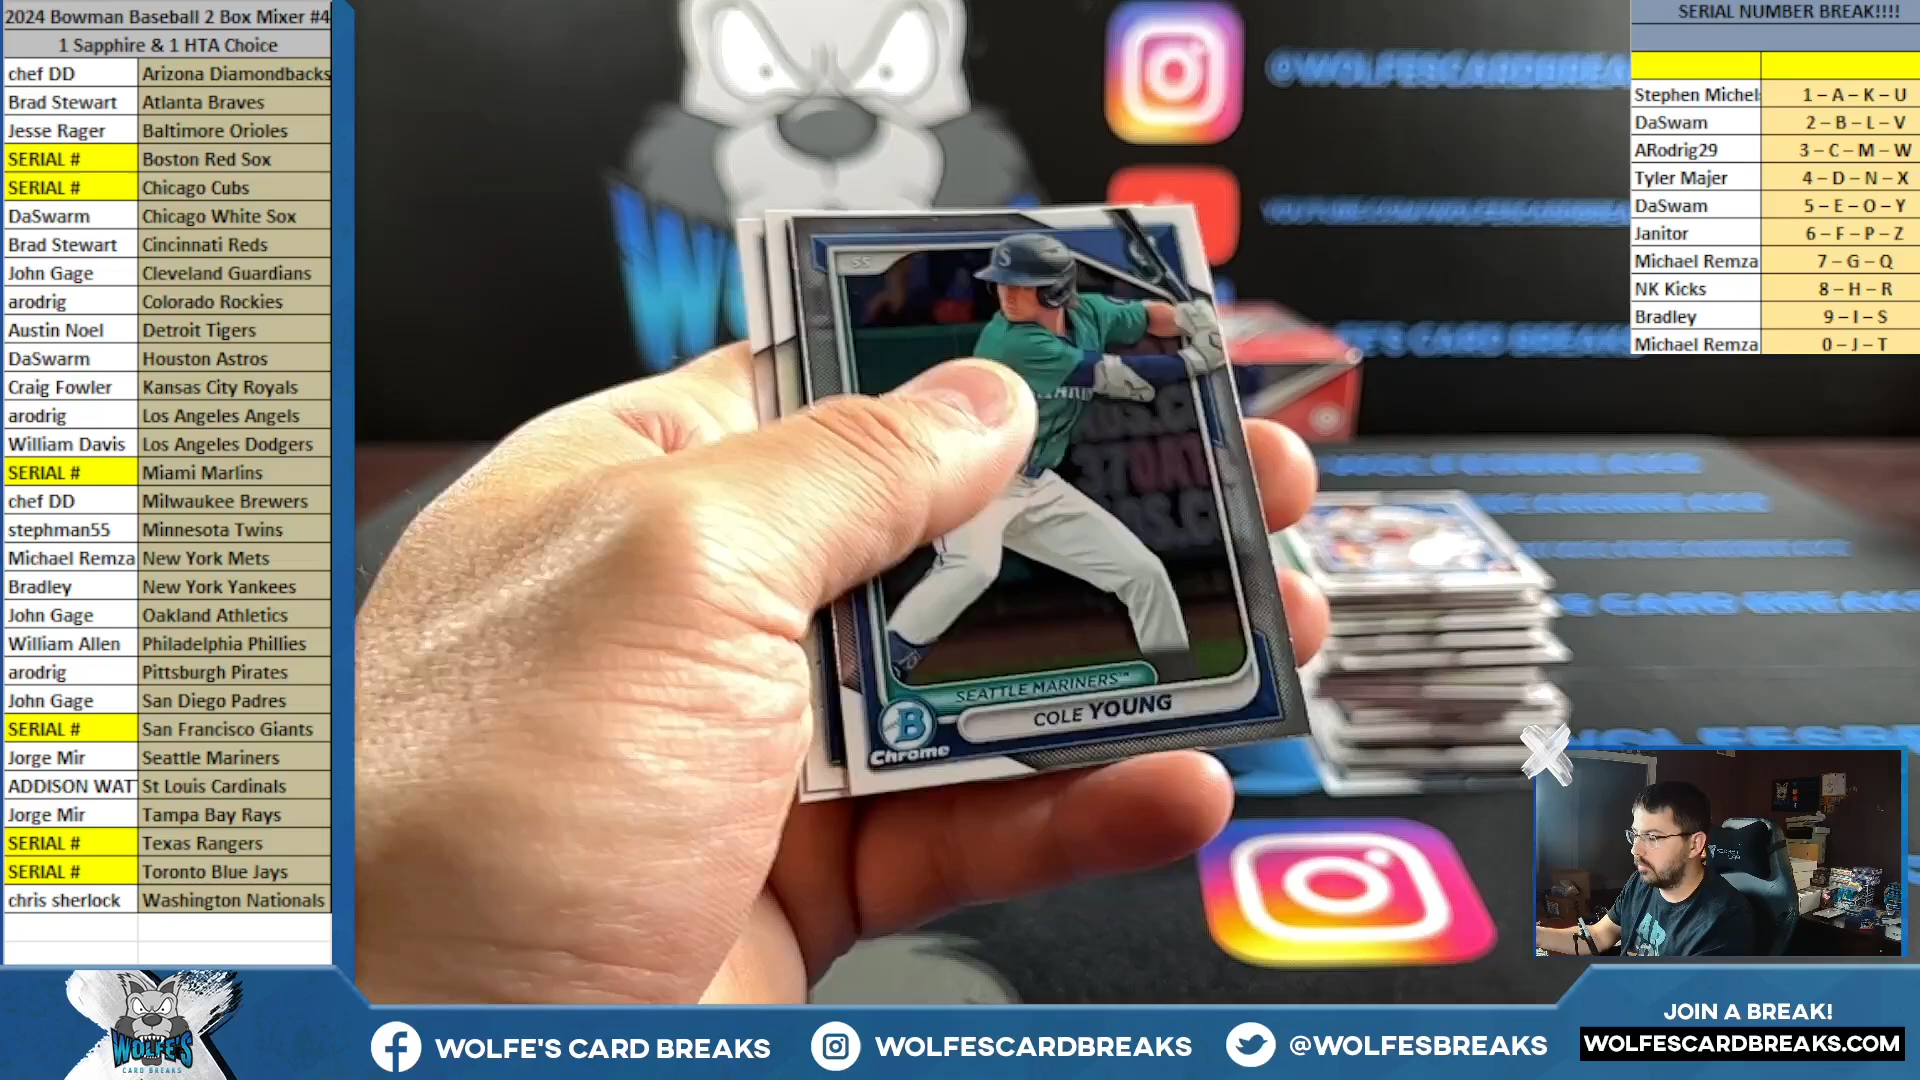 2024 Bowman Baseball 2 Box Mixer #4
1 Sapphire & 1 HTA Choice
chef DD Arizona Diamondbacks
Brad Stewart Atlanta Braves
Jesse Rager Baltimore Orioles
SERIAL # Boston Red Sox
SERIAL # Chicago Cubs
DaSwarm Chicago White Sox
Brad Stewart Cincinnati Reds
John Gage Cleveland Guardians
arodrig Colorado Rockies
Austin Noel Detroit Tigers
DaSwarm Houston Astros
Craig Fowler Kansas City Royals
arodrig Los Angeles Angels
William Davis Los Angeles Dodgers
SERIAL # Miami Marlins
chef DD Milwaukee Brewers
stephman55 Minnesota Twins
Michael Remza New York Mets
Bradley New York Yankees
John Gage Oakland Athletics
William Allen Philadelphia Phillies
arodrig Pittsburgh Pirates
John Gage San Diego Padres
SERIAL # San Francisco Giants
Jorge Mir Seattle Mariners
ADDISON WAT St Louis Cardinals
Jorge Mir Tampa Bay Rays
SERIAL # Texas Rangers
SERIAL # Toronto Blue Jays
chris sherlock Washington Nationals
SERIAL NUMBER BREAK!!!!
Stephen Michel 1 – A – K – U
DaSwam 2 – B – L – V
ARodrig29 3 – C – M – W
Tyler Majer 4 – D – N – X
DaSwam 5 – E – O – Y
Janitor 6 – F – P – Z
Michael Remza 7 – G – Q
NK Kicks 8 – H – R
Bradley 9 – I – S
Michael Remza 0 – J – T
SS
SEATTLE MARINERS™
COLE YOUNG
B
Chrome
WOLFE'S
CARD BREAKS
WOLFE'S CARD BREAKS
WOLFESCARDBREAKS
@WOLFESBREAKS
JOIN A BREAK!
WOLFESCARDBREAKS.COM